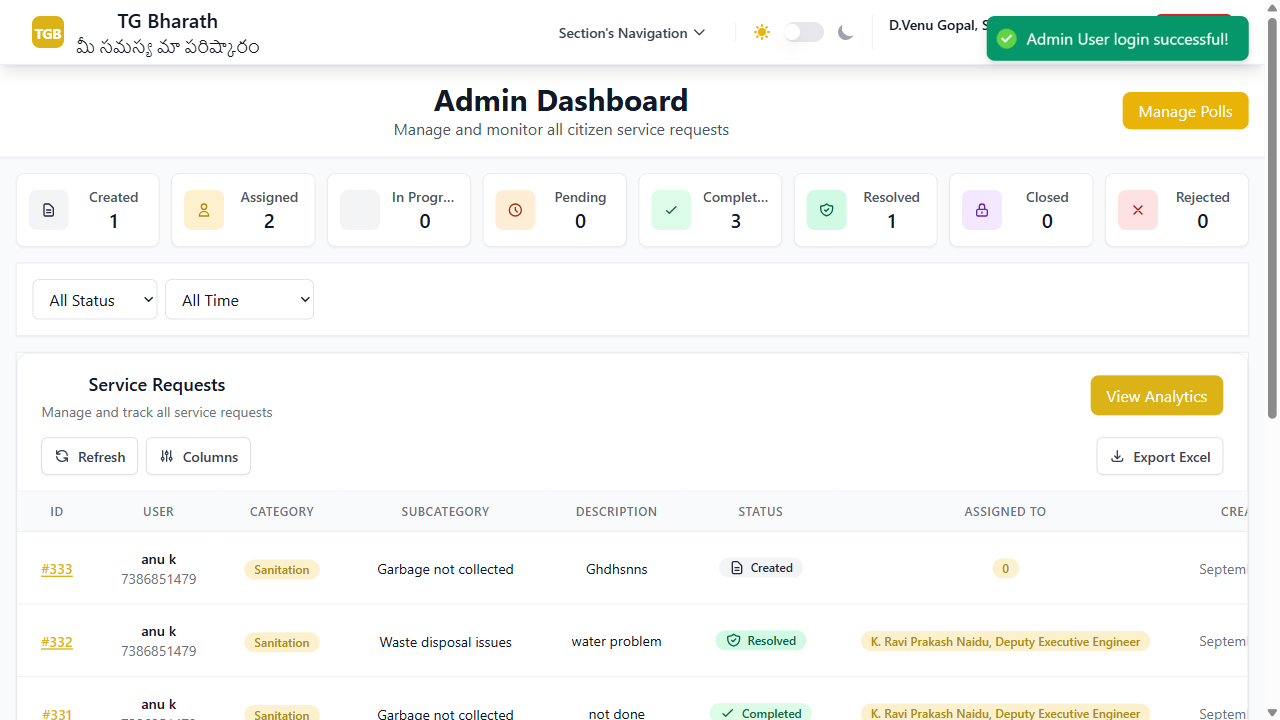 TGB
TG Bharath
మీ సమస్య మా పరిష్కారం
Section's Navigation
D.Venu Gopal, S
Admin User login successful!
Admin Dashboard
Manage and monitor all citizen service requests
Manage Polls
Created
1
Assigned
2
In Progr...
0
Pending
0
Complet...
3
Resolved
1
Closed
0
Rejected
0
All Status
All Time
Service Requests
Manage and track all service requests
View Analytics
Refresh
Columns
Export Excel
ID USER CATEGORY SUBCATEGORY DESCRIPTION STATUS ASSIGNED TO CREA
#333 anu k Sanitation Garbage not collected Ghdhsnns Created 0 Septem
7386851479
#332 anu k Sanitation Waste disposal issues water problem Resolved K. Ravi Prakash Naidu, Deputy Executive Engineer Septem
7386851479
#331 anu k Sanitation Garbage not collected not done Completed K. Ravi Prakash Naidu, Deputy Executive Engineer Septem